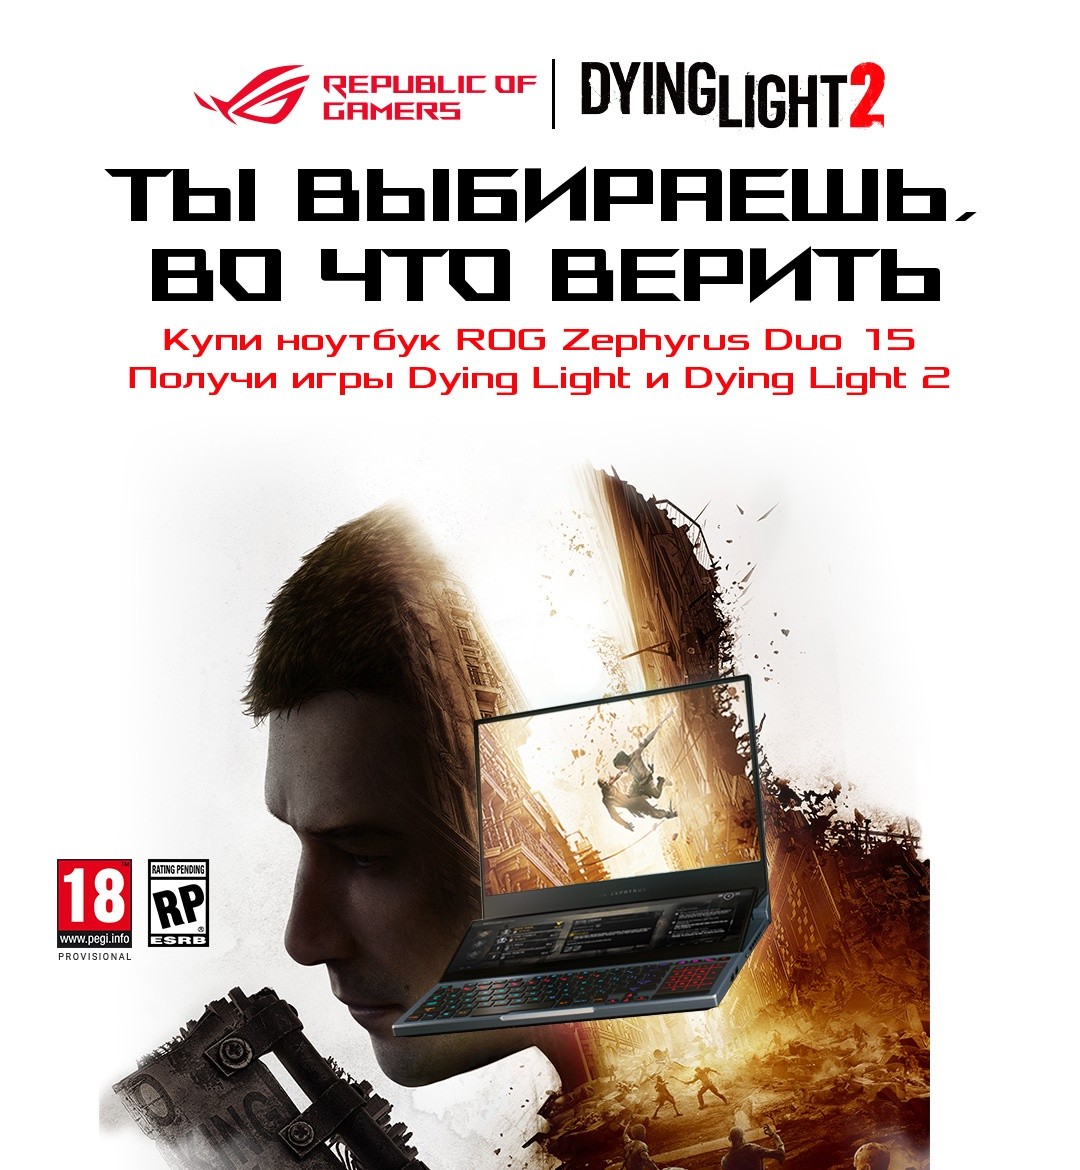 REPUBLIC OF
GAMERS
DYING LIGHT 2
ТЫ ВЫБИРАЕШЬ,
ВО ЧТО ВЕРИТЬ
Купи ноутбук ROG Zephyrus Duo 15
Получи игры Dying Light и Dying Light 2
ZEPHYRUS
18
www.pegi.info
PROVISIONAL
RATING PENDING
RP
ESRB